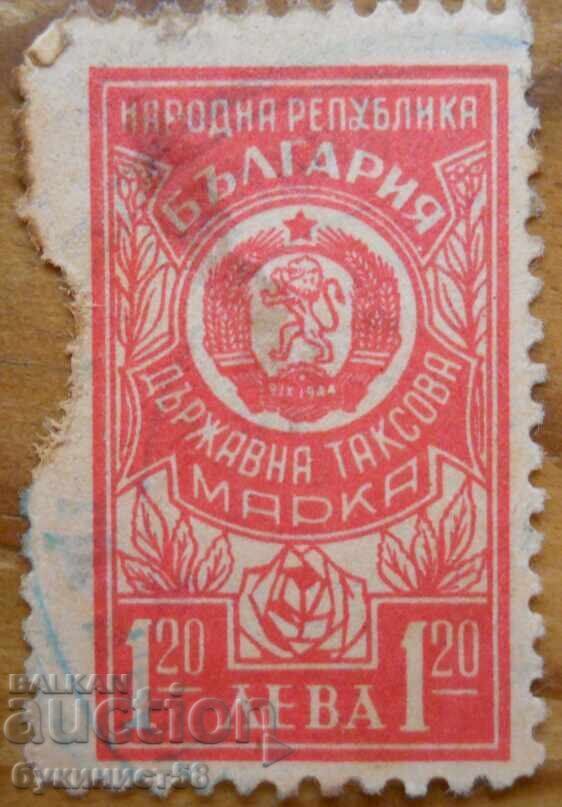 НАРОДНА РЕПУБЛИКА
БЪЛГАРИЯ
9 IX 1944
ДЪРЖАВНА ТАКСОВА
МАРКА
1 20 ЛЕВА 1 20
BALKAN
auction
букинист-58